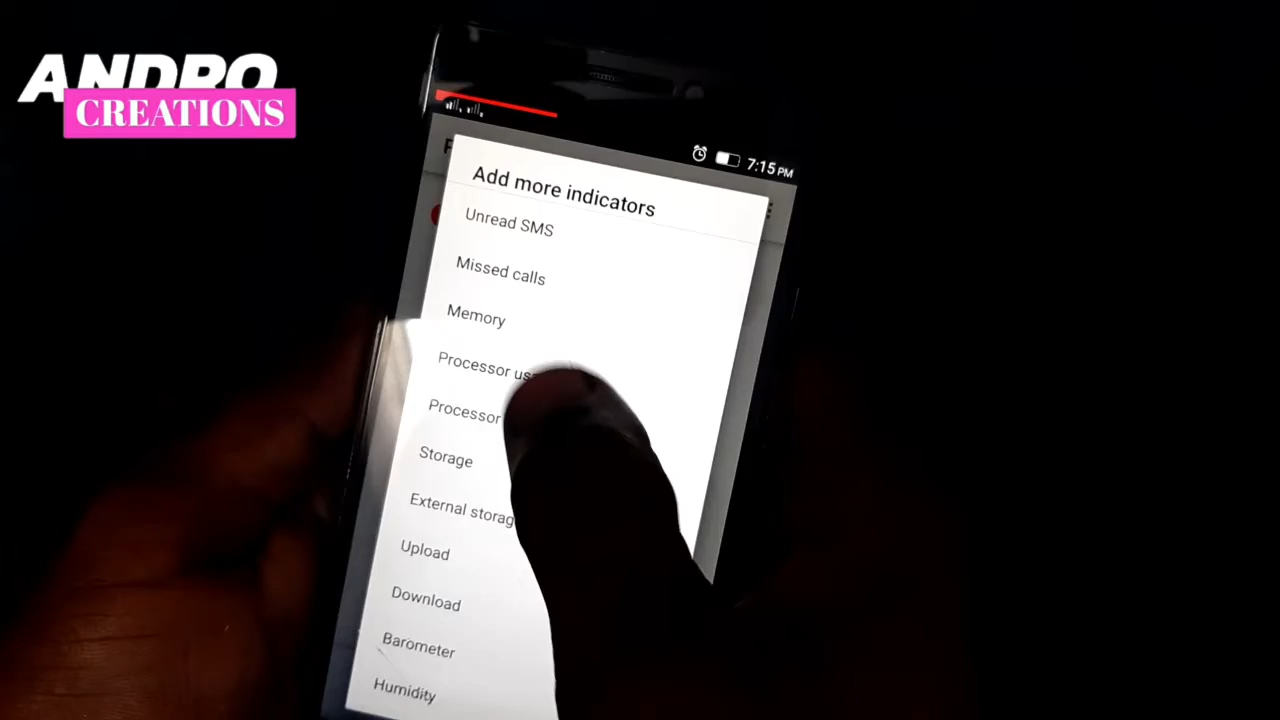 ANDRO
CREATIONS
7:15 PM
Add more indicators
Unread SMS
Missed calls
Memory
Processor
Processor
Storage
External
Upload
Download
Barometer
Humidity